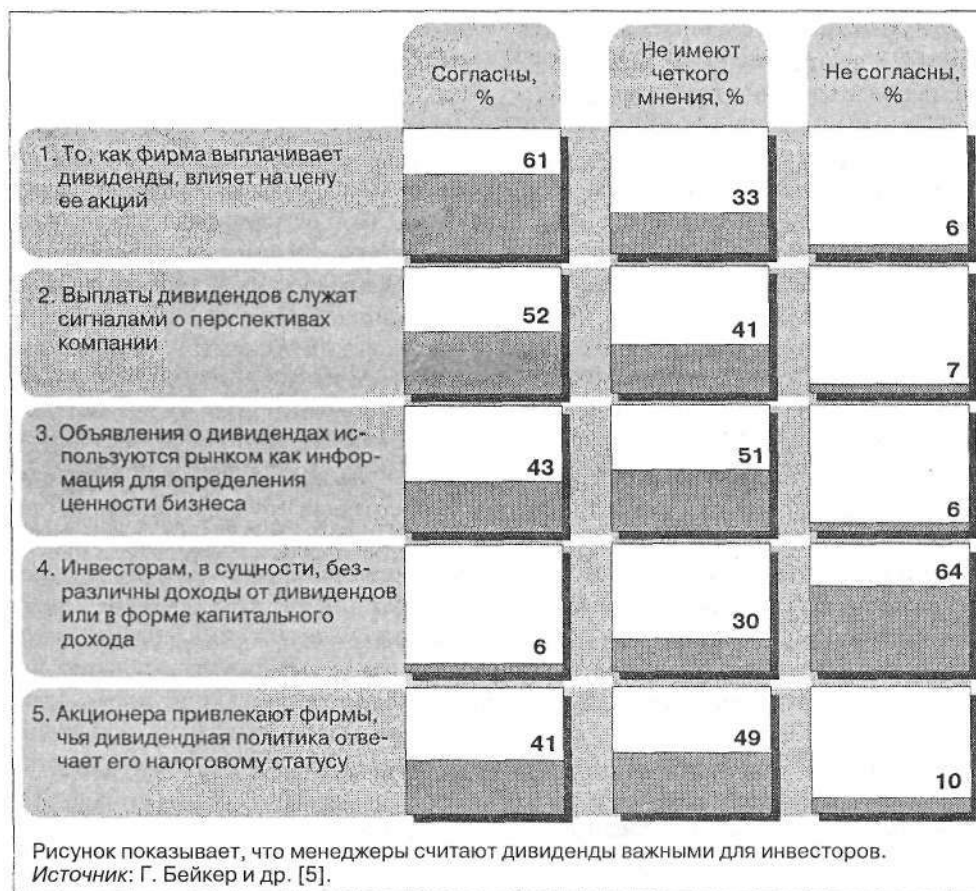 Согласны,
%
Не имеют
четкого
мнения, %
Не согласны,
%
1. То, как фирма выплачивает
дивиденды, влияет на цену
ее акций
61
33
6
2. Выплаты дивидендов служат
сигналами о перспективах
компании
52
41
7
3. Объявления о дивидендах ис-
пользуются рынком как инфор-
мация для определения
ценности бизнеса
43
51
6
4. Инвесторам, в сущности, без-
различны доходы от дивидендов
или в форме капитального
дохода
6
30
64
5. Акционера привлекают фирмы,
чья дивидендная политика отве-
чает его налоговому статусу
41
49
10
Рисунок показывает, что менеджеры считают дивиденды важными для инвесторов.
Источник: Г. Бейкер и др. [5].